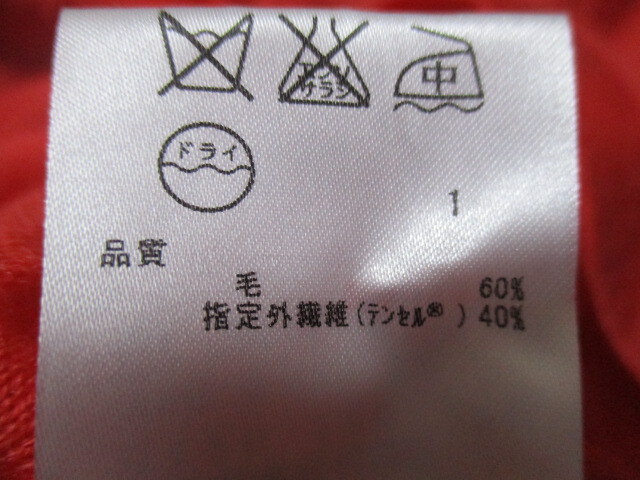 エンソ サラシ 中
ドライ
1
品質
毛 60%
指定外繊維(テンセル® ) 40%